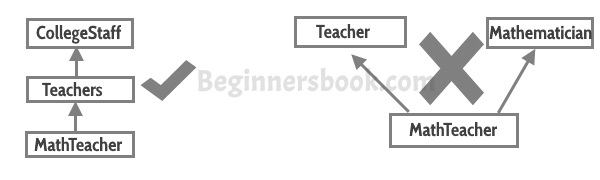 CollegeStaff
Teachers
MathTeacher
Beginnersbook.com
Teacher
Mathematician
MathTeacher